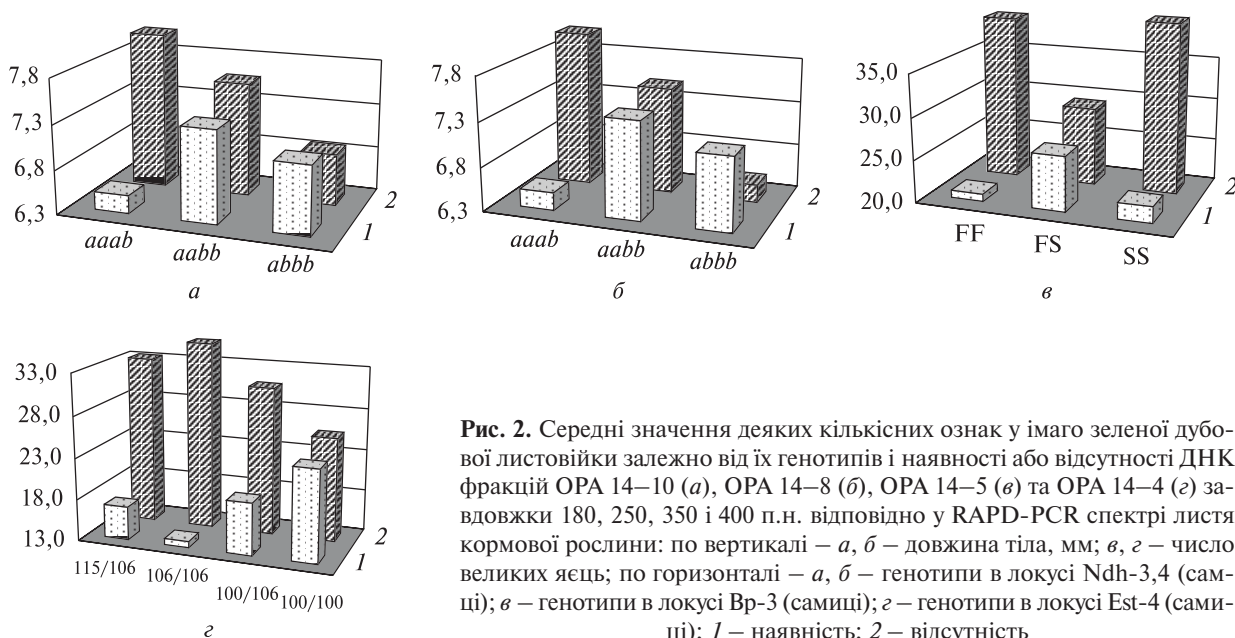 7,8
7,3
6,8
6,3
aaab
aabb
abbb
2
1
а
7,8
7,3
6,8
6,3
aaab
aabb
abbb
2
1
б
35,0
30,0
25,0
20,0
FF
FS
SS
2
1
в
33,0
28,0
23,0
18,0
13,0
115/106
106/106
100/106
100/100
2
1
г
Рис. 2. Середні значення деяких кількісних ознак у імаго зеленої дубо-
вої листовійки залежно від їх генотипів і наявності або відсутності ДНК
фракцій ОРА 14–10 (а), ОРА 14–8 (б), ОРА 14–5 (в) та ОРА 14–4 (г) за-
вдовжки 180, 250, 350 і 400 п.н. відповідно у RAPD-PCR спектрі листя
кормової рослини: по вертикалі – а, б – довжина тіла, мм; в, г – число
великих яєць; по горизонталі – а, б – генотипи в локусі Ndh-3,4 (сам-
ці); в – генотипи в локусі Bp-3 (самиці); г – генотипи в локусі Est-4 (сами-
ці); 1 – наявність; 2 – відсутність